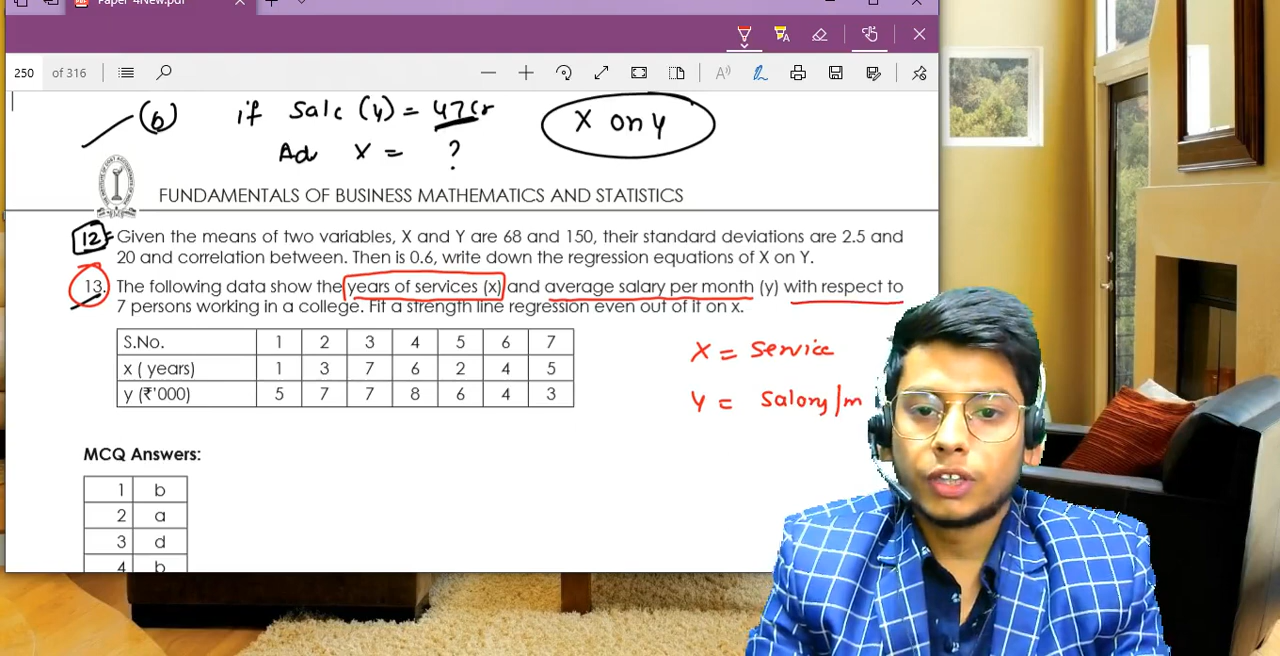 Paper 4New.pdf
250 of 316
(b) if Sale (y) = 47Cr X on y
Ad X = ?
FUNDAMENTALS OF BUSINESS MATHEMATICS AND STATISTICS
12. Given the means of two variables, X and Y are 68 and 150, their standard deviations are 2.5 and
20 and correlation between. Then is 0.6, write down the regression equations of X on Y.
13. The following data show the years of services (x) and average salary per month (y) with respect to
7 persons working in a college. Fit a strength line regression even out of it on x.
S.No. 1 2 3 4 5 6 7
x ( years) 1 3 7 6 2 4 5
y (₹'000) 5 7 7 8 6 4 3
X = Service
Y = Salary/m
MCQ Answers:
1 b
2 a
3 d
4 b